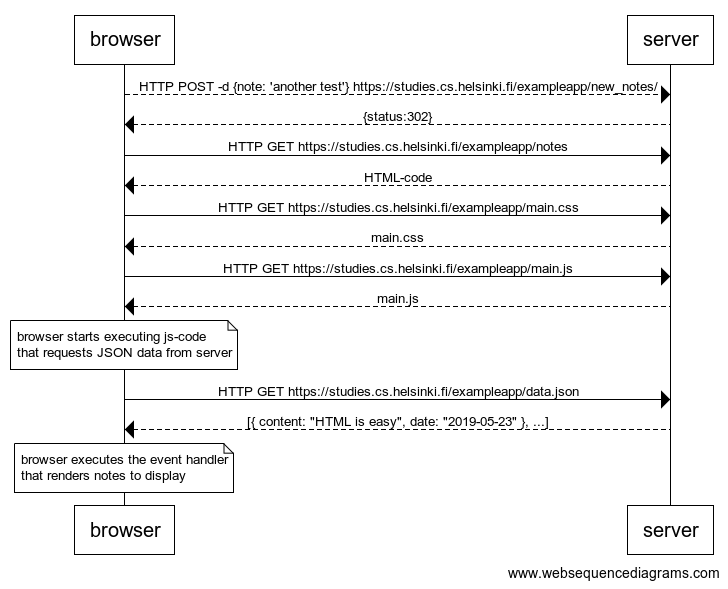 browser
server
HTTP POST -d {note: 'another test'} https://studies.cs.helsinki.fi/exampleapp/new_notes/
{status:302}
HTTP GET https://studies.cs.helsinki.fi/exampleapp/notes
HTML-code
HTTP GET https://studies.cs.helsinki.fi/exampleapp/main.css
main.css
HTTP GET https://studies.cs.helsinki.fi/exampleapp/main.js
main.js
browser starts executing js-code
that requests JSON data from server
HTTP GET https://studies.cs.helsinki.fi/exampleapp/data.json
[{ content: "HTML is easy", date: "2019-05-23" }, ...]
browser executes the event handler
that renders notes to display
browser
server
www.websequencediagrams.com